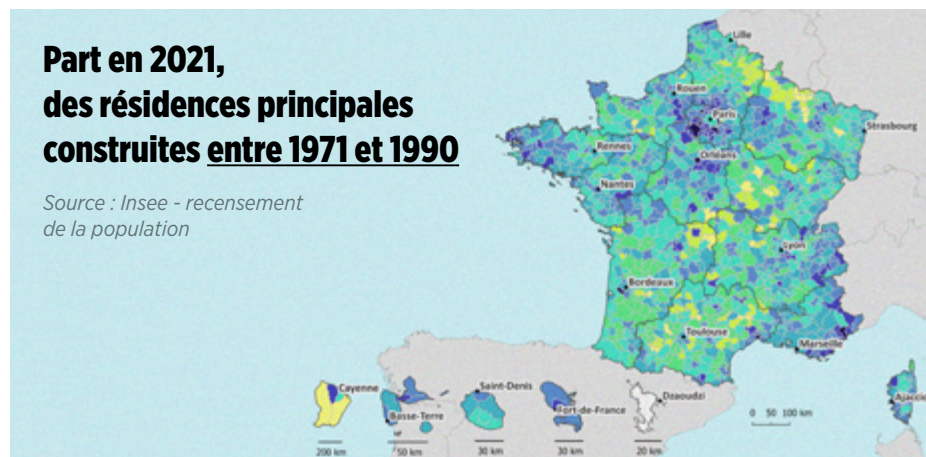 Part en 2021,
des résidences principales
construites entre 1971 et 1990
Source : Insee - recensement
de la population
Lille
Rouen
Paris
Strasbourg
Rennes
Orléans
Nantes
Lyon
Bordeaux
Toulouse
Marseille
Cayenne
Saint-Denis
Dzaoudzi
Ajaccio
Basse-Terre
Fort-de-France
0 50 100 km
200 km
50 km
30 km
30 km
20 km